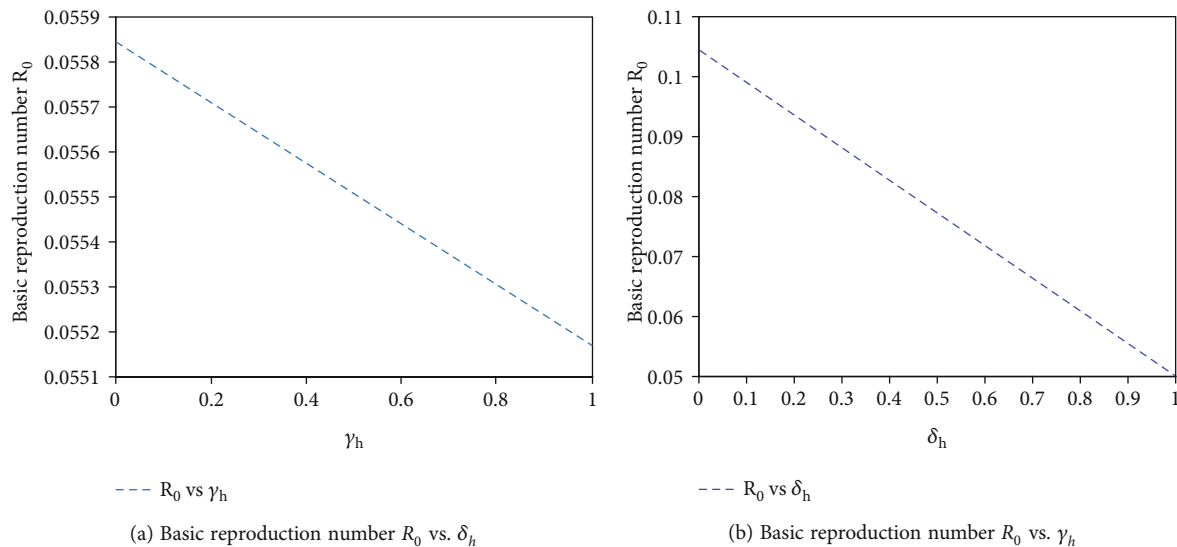 Basic reproduction number R₀
0.0559
0.0558
0.0557
0.0556
0.0555
0.0554
0.0553
0.0552
0.0551
0 0.2 0.4 0.6 0.8 1
γₕ
R₀ vs γₕ
(a) Basic reproduction number R₀ vs. δₕ
Basic reproduction number R₀
0.11
0.1
0.09
0.08
0.07
0.06
0.05
0 0.1 0.2 0.3 0.4 0.5 0.6 0.7 0.8 0.9 1
δₕ
R₀ vs δₕ
(b) Basic reproduction number R₀ vs. γₕ